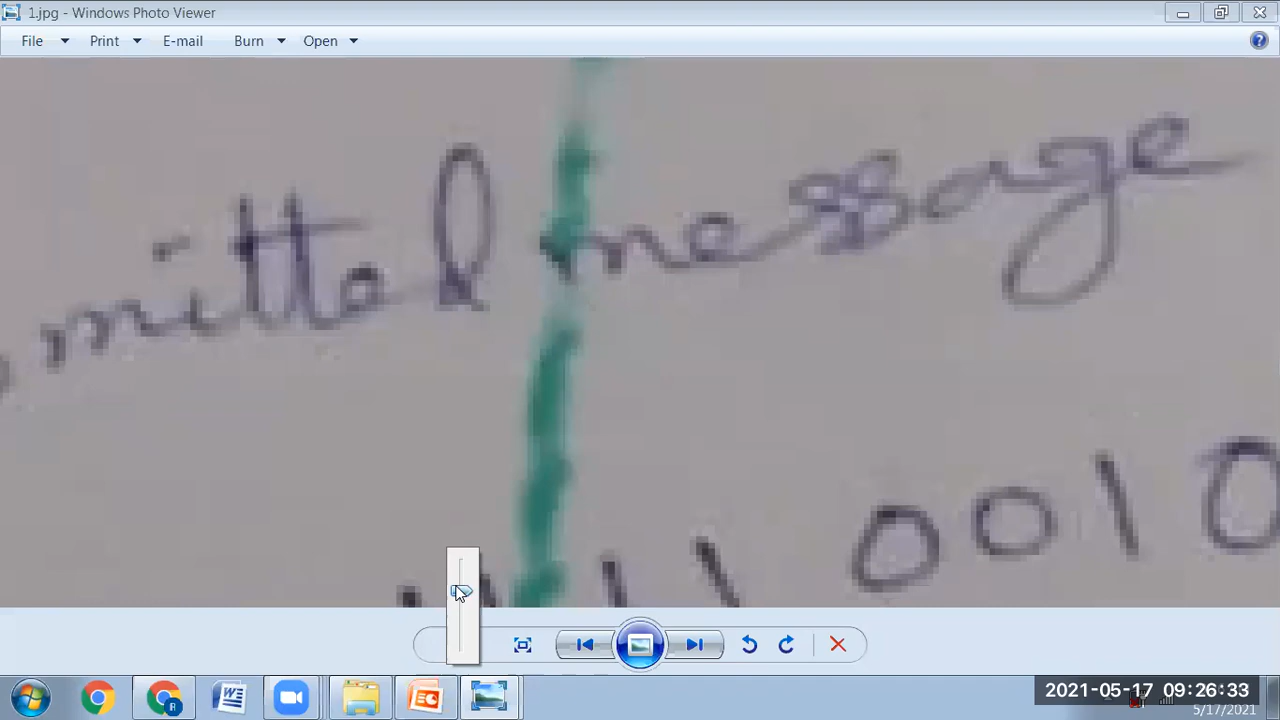 1.jpg - Windows Photo Viewer
File Print E-mail Burn Open
mitted message
0010
2021-05-17 09:26:33
5/17/2021